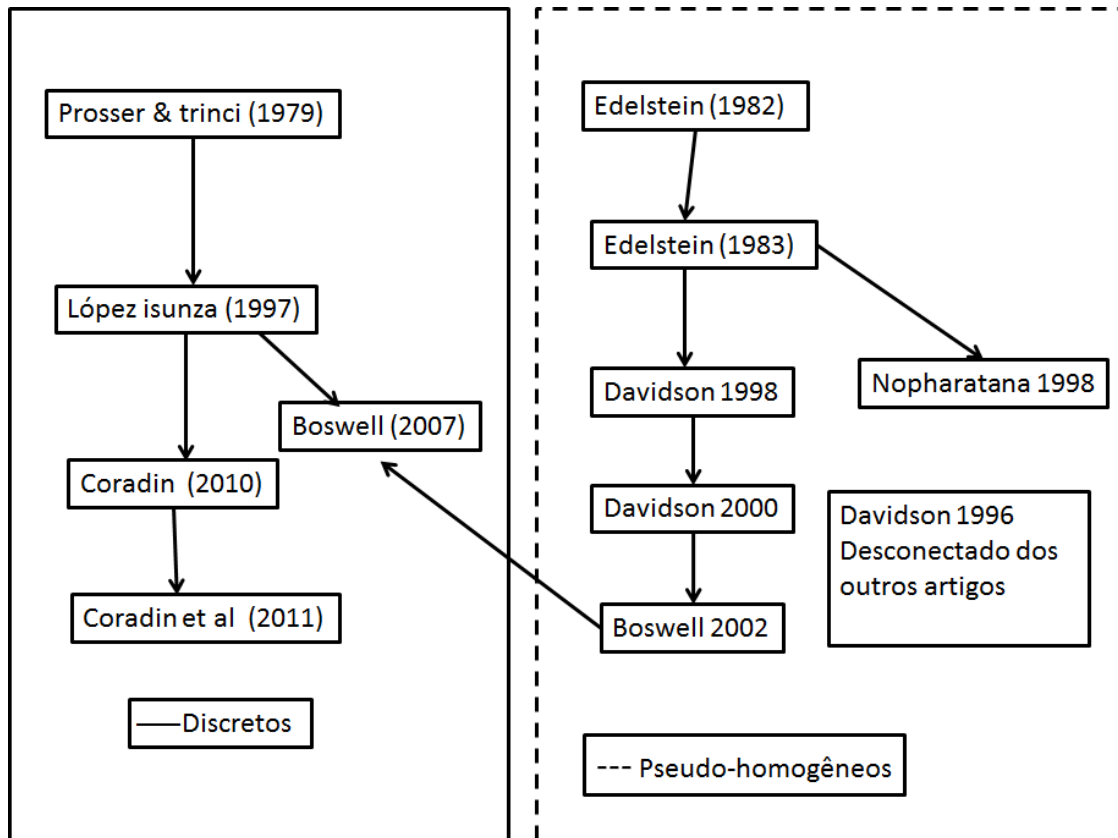 Prosser & trinci (1979)
López isunza (1997)
Boswell (2007)
Coradin (2010)
Coradin et al (2011)
Discretos
Edelstein (1982)
Edelstein (1983)
Davidson 1998
Nopharatana 1998
Davidson 2000
Davidson 1996
Desconectado dos
outros artigos
Boswell 2002
--- Pseudo-homogêneos